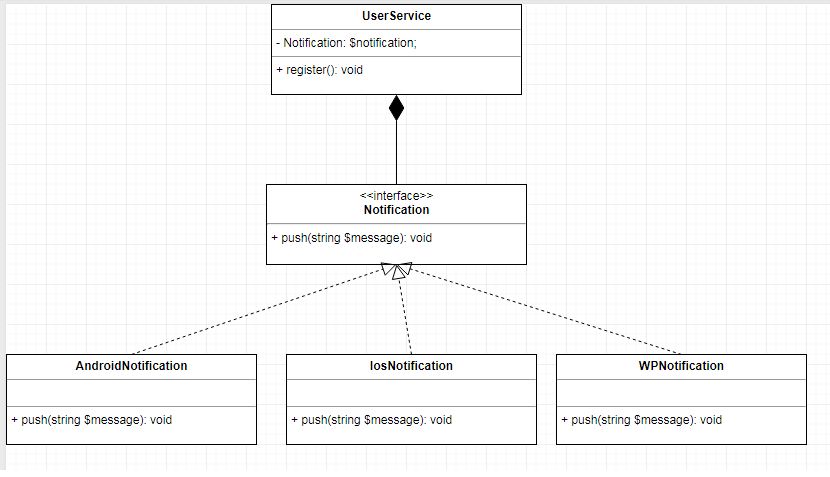 UserService
- Notification: $notification;
+ register(): void
<<interface>>
Notification
+ push(string $message): void
AndroidNotification
+ push(string $message): void
IosNotification
+ push(string $message): void
WPNotification
+ push(string $message): void